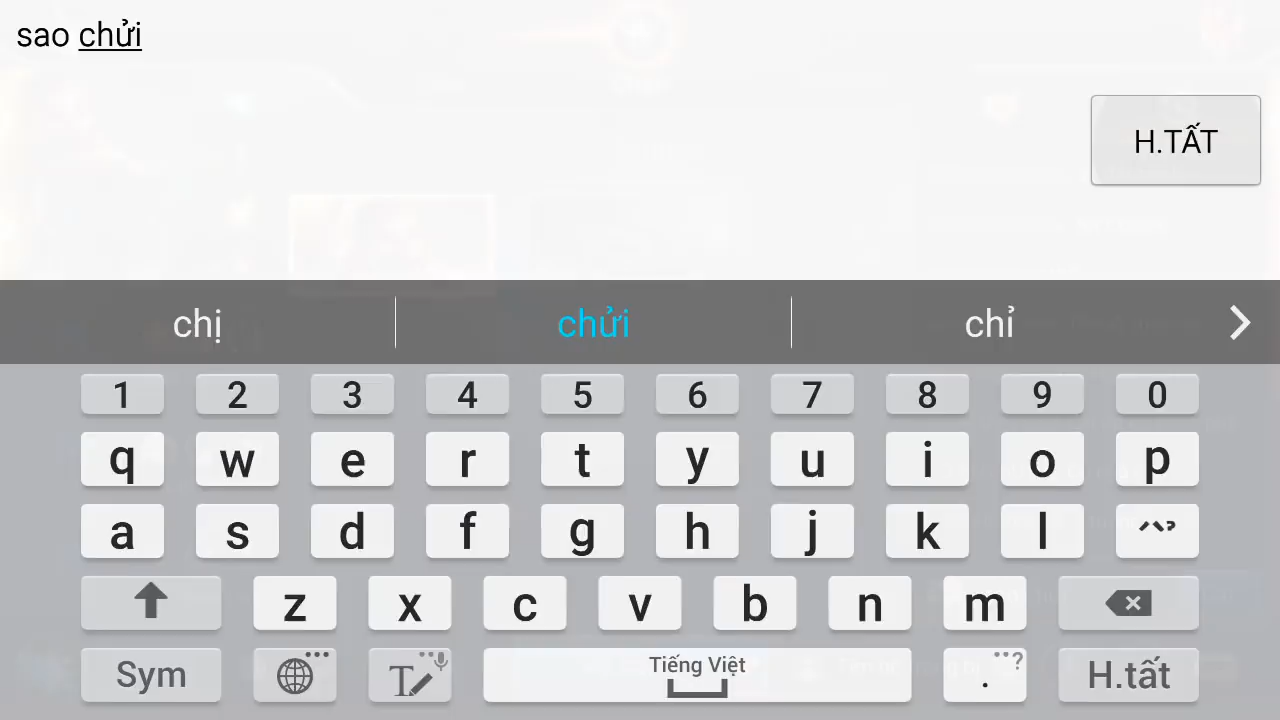 sao chửi
H.TẤT
chị chửi chỉ
1 2 3 4 5 6 7 8 9 0
q w e r t y u i o p
a s d f g h j k l
z x c v b n m
Sym T Tiếng Việt . ? H.tất